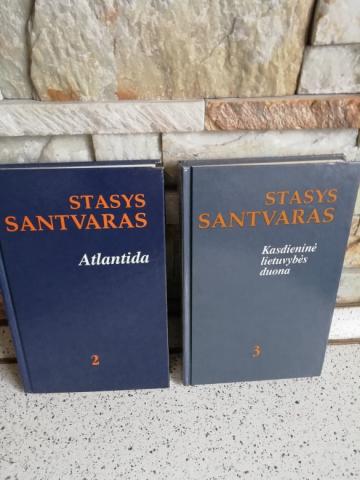 STASYS
SANTVARAS
Atlantida
2
STASYS
SANTVARAS
Kasdieninė
lietuvybės
duona
3